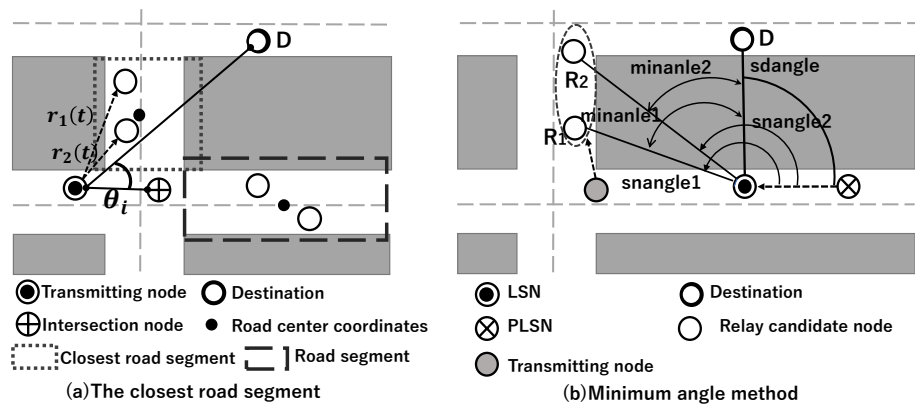 D
r₁(t)
r₂(t)
θᵢ
Transmitting node
Destination
Intersection node
Road center coordinates
Closest road segment
Road segment
(a)The closest road segment
D
minanle2
sdangle
R2
minanle1
snangle2
R1
snangle1
LSN
Destination
PLSN
Relay candidate node
Transmitting node
(b)Minimum angle method